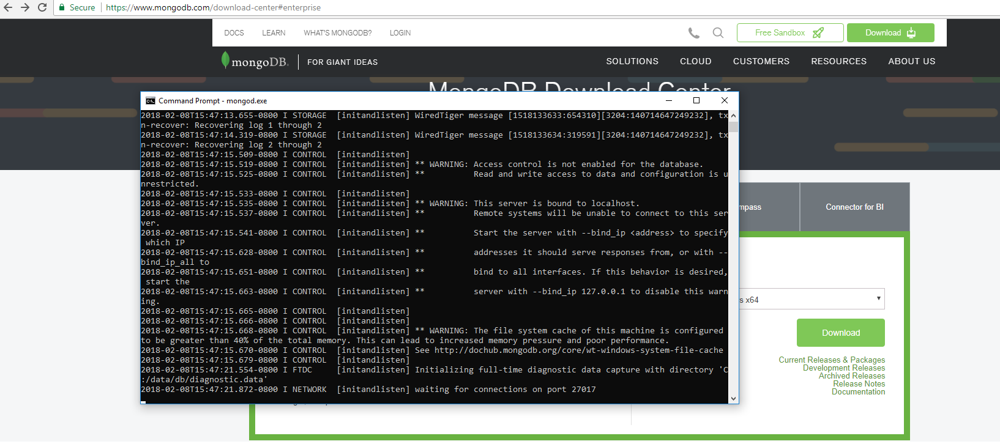 Secure https://www.mongodb.com/download-center#enterprise
DOCS LEARN WHAT'S MONGODB? LOGIN Free Sandbox Download
mongoDB. FOR GIANT IDEAS SOLUTIONS CLOUD CUSTOMERS RESOURCES ABOUT US
MongoDB Download Center
Command Prompt - mongod.exe
2018-02-08T15:47:13.655-0800 I STORAGE  [initandlisten] WiredTiger message [1518133633:654310][3204:140714647249232], tx
n-recover: Recovering log 1 through 2
2018-02-08T15:47:14.319-0800 I STORAGE  [initandlisten] WiredTiger message [1518133634:319591][3204:140714647249232], tx
n-recover: Recovering log 2 through 2
2018-02-08T15:47:15.509-0800 I CONTROL  [initandlisten]
2018-02-08T15:47:15.519-0800 I CONTROL  [initandlisten] ** WARNING: Access control is not enabled for the database.
2018-02-08T15:47:15.525-0800 I CONTROL  [initandlisten] **          Read and write access to data and configuration is u
nrestricted.
2018-02-08T15:47:15.533-0800 I CONTROL  [initandlisten]
2018-02-08T15:47:15.535-0800 I CONTROL  [initandlisten] ** WARNING: This server is bound to localhost.
2018-02-08T15:47:15.537-0800 I CONTROL  [initandlisten] **          Remote systems will be unable to connect to this ser
ver.
2018-02-08T15:47:15.541-0800 I CONTROL  [initandlisten] **          Start the server with --bind_ip <address> to specify
 which IP
2018-02-08T15:47:15.628-0800 I CONTROL  [initandlisten] **          addresses it should serve responses from, or with --
bind_ip_all to
2018-02-08T15:47:15.651-0800 I CONTROL  [initandlisten] **          bind to all interfaces. If this behavior is desired,
 start the
2018-02-08T15:47:15.663-0800 I CONTROL  [initandlisten] **          server with --bind_ip 127.0.0.1 to disable this warn
ing.
2018-02-08T15:47:15.665-0800 I CONTROL  [initandlisten]
2018-02-08T15:47:15.666-0800 I CONTROL  [initandlisten]
2018-02-08T15:47:15.668-0800 I CONTROL  [initandlisten] ** WARNING: The file system cache of this machine is configured
to be greater than 40% of the total memory. This can lead to increased memory pressure and poor performance.
2018-02-08T15:47:15.670-0800 I CONTROL  [initandlisten] See http://dochub.mongodb.org/core/wt-windows-system-file-cache
2018-02-08T15:47:15.679-0800 I CONTROL  [initandlisten]
2018-02-08T15:47:21.554-0800 I FTDC     [initandlisten] Initializing full-time diagnostic data capture with directory 'C
:/data/db/diagnostic.data'
2018-02-08T15:47:21.872-0800 I NETWORK  [initandlisten] waiting for connections on port 27017
mpass Connector for BI
s x64
Download
Current Releases & Packages
Development Releases
Archived Releases
Release Notes
Documentation